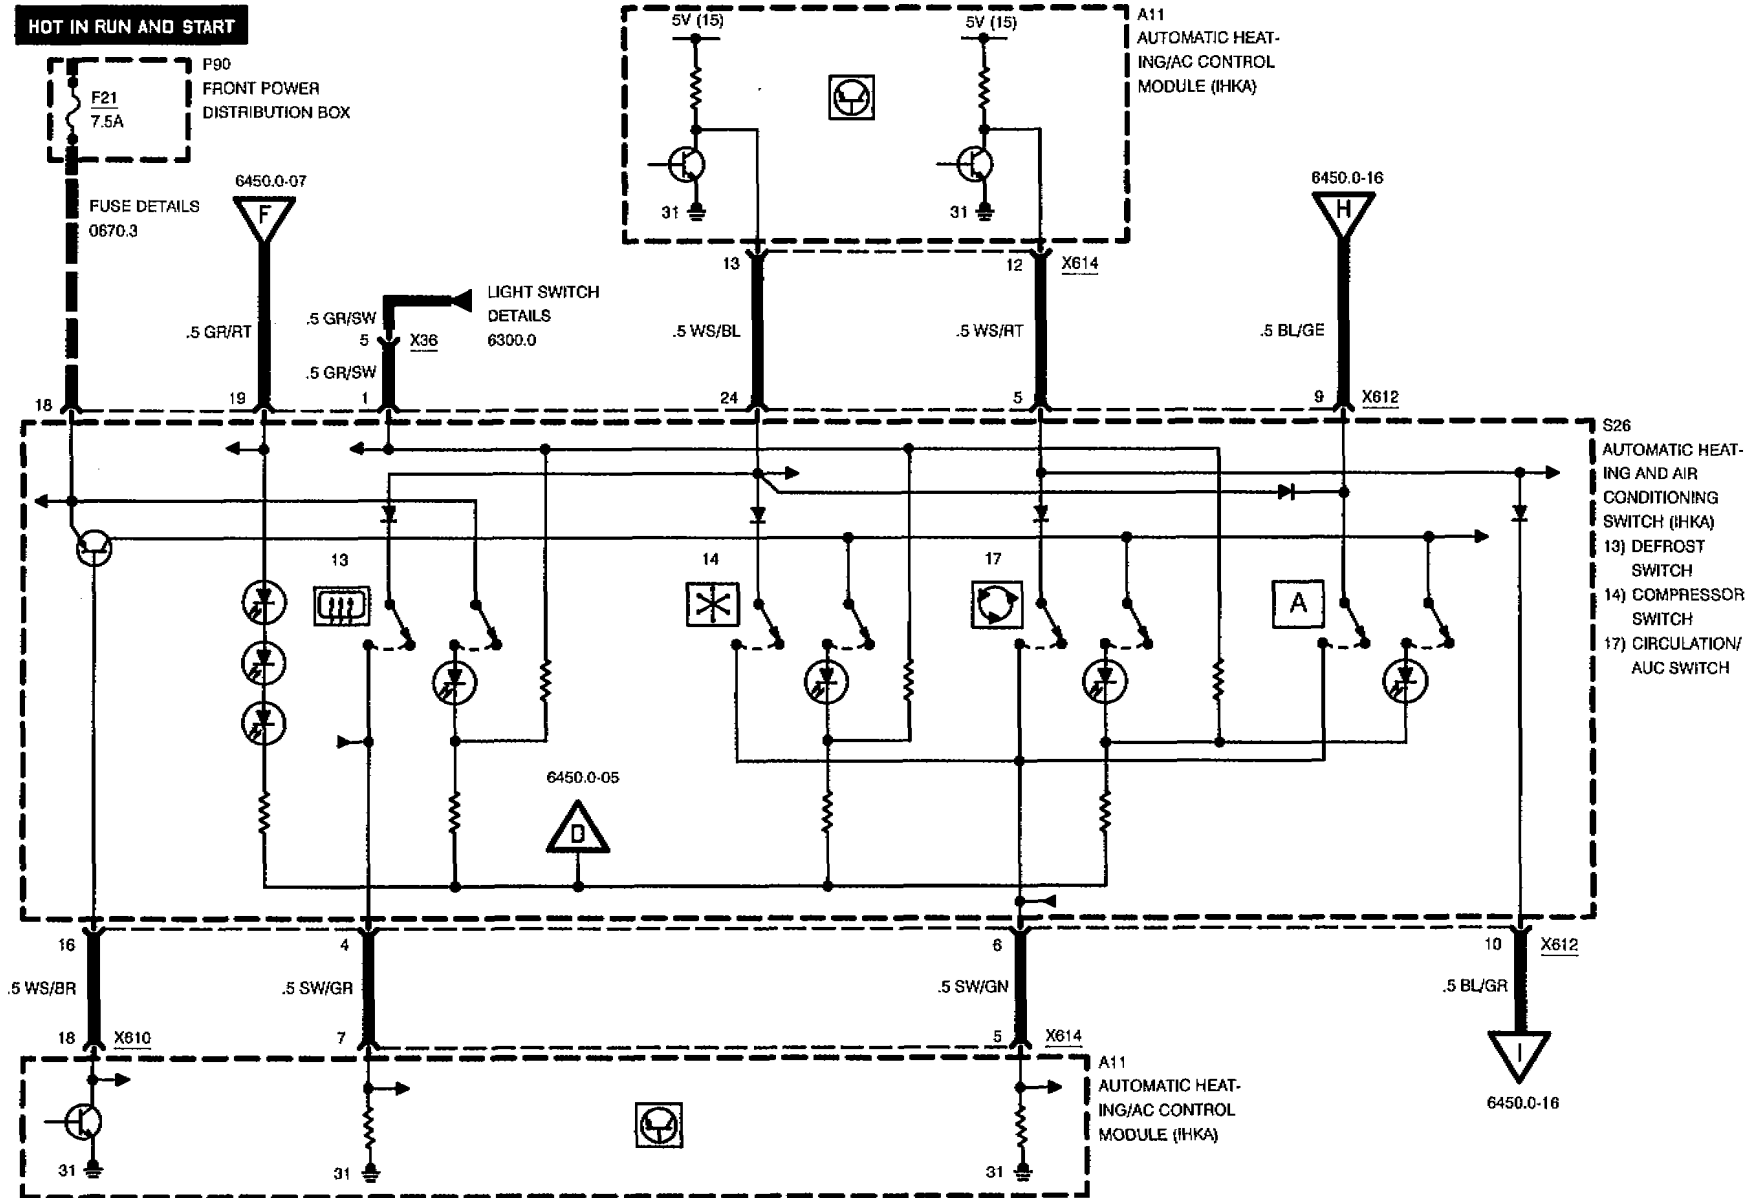 HOT IN RUN AND START
P90
FRONT POWER
DISTRIBUTION BOX
F21
7.5A
FUSE DETAILS
0670.3
6450.0-07
F
.5 GR/RT
.5 GR/SW
5 X36
.5 GR/SW
LIGHT SWITCH
DETAILS
6300.0
5V (15)
5V (15)
31
31
A11
AUTOMATIC HEAT-
ING/AC CONTROL
MODULE (IHKA)
13
12 X614
.5 WS/BL
.5 WS/RT
6450.0-16
H
.5 BL/GE
18
19
1
24
5
9 X612
S26
AUTOMATIC HEAT-
ING AND AIR
CONDITIONING
SWITCH (IHKA)
13) DEFROST
SWITCH
14) COMPRESSOR
SWITCH
17) CIRCULATION/
AUC SWITCH
13
14
17
A
6450.0-05
D
16
4
6
10 X612
.5 WS/BR
.5 SW/GR
.5 SW/GN
.5 BL/GR
18 X610
7
5 X614
I
6450.0-16
A11
AUTOMATIC HEAT-
ING/AC CONTROL
MODULE (IHKA)
31
31
31